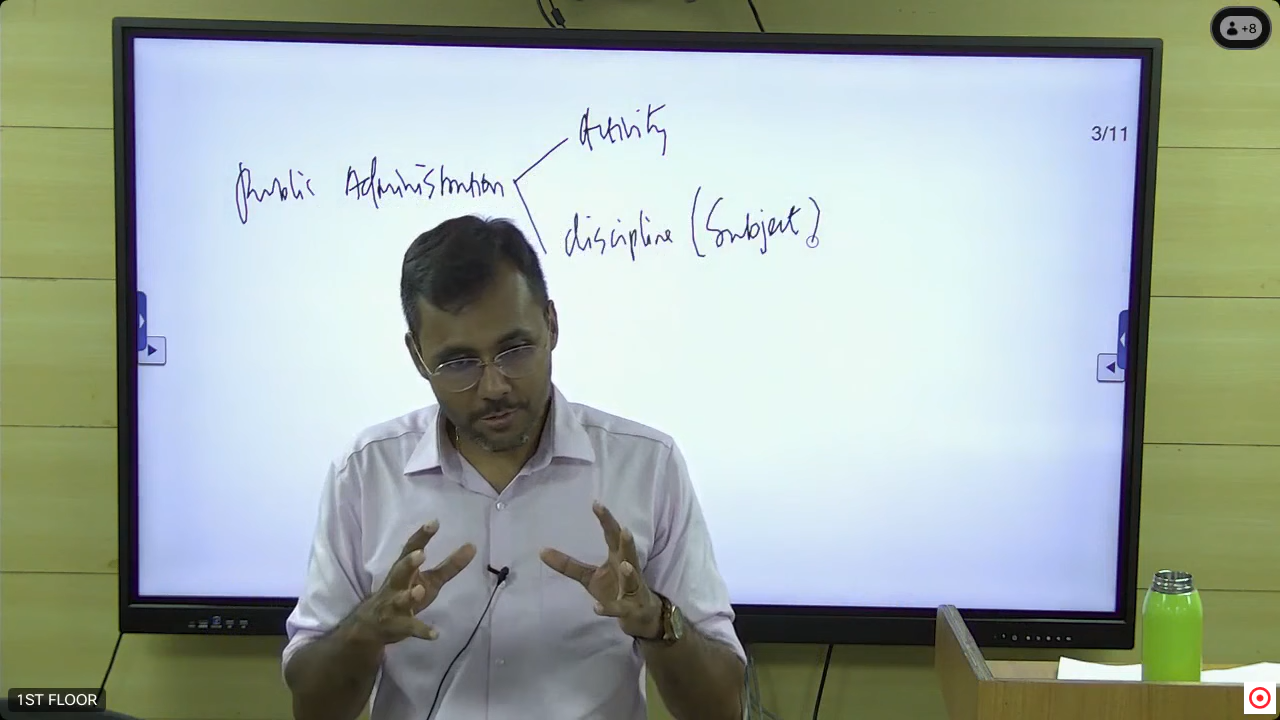 +8
Activity
3/11
Public Administration
discipline (Subject)
1ST FLOOR